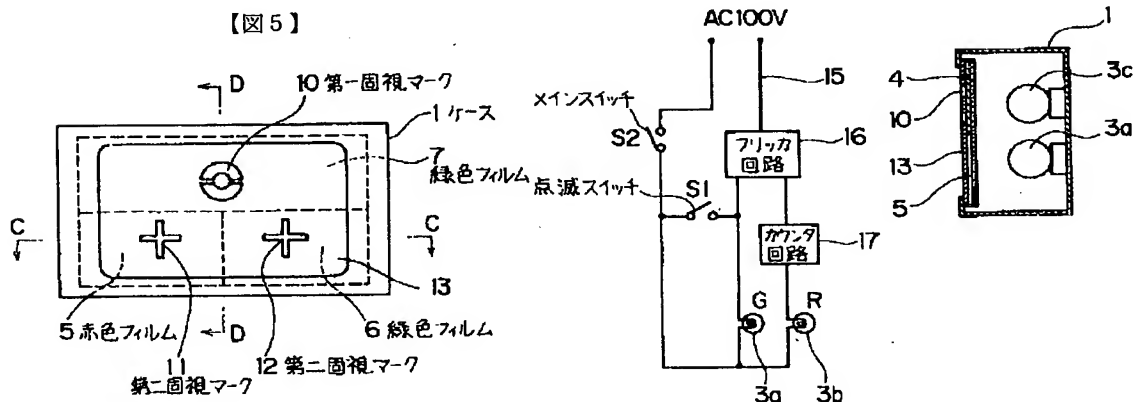 【図5】
D
10 第一固視マーク
1 ケース
7
緑色フィルム
C
C
13
5 赤色フィルム
D
6 緑色フィルム
11
第二固視マーク
12 第二固視マーク
AC100V
15
メインスイッチ
S2
フリッカ
回路
16
点滅スイッチ
S1
カウンタ
回路
17
G
R
3a
3b
1
4
3c
10
3a
13
5